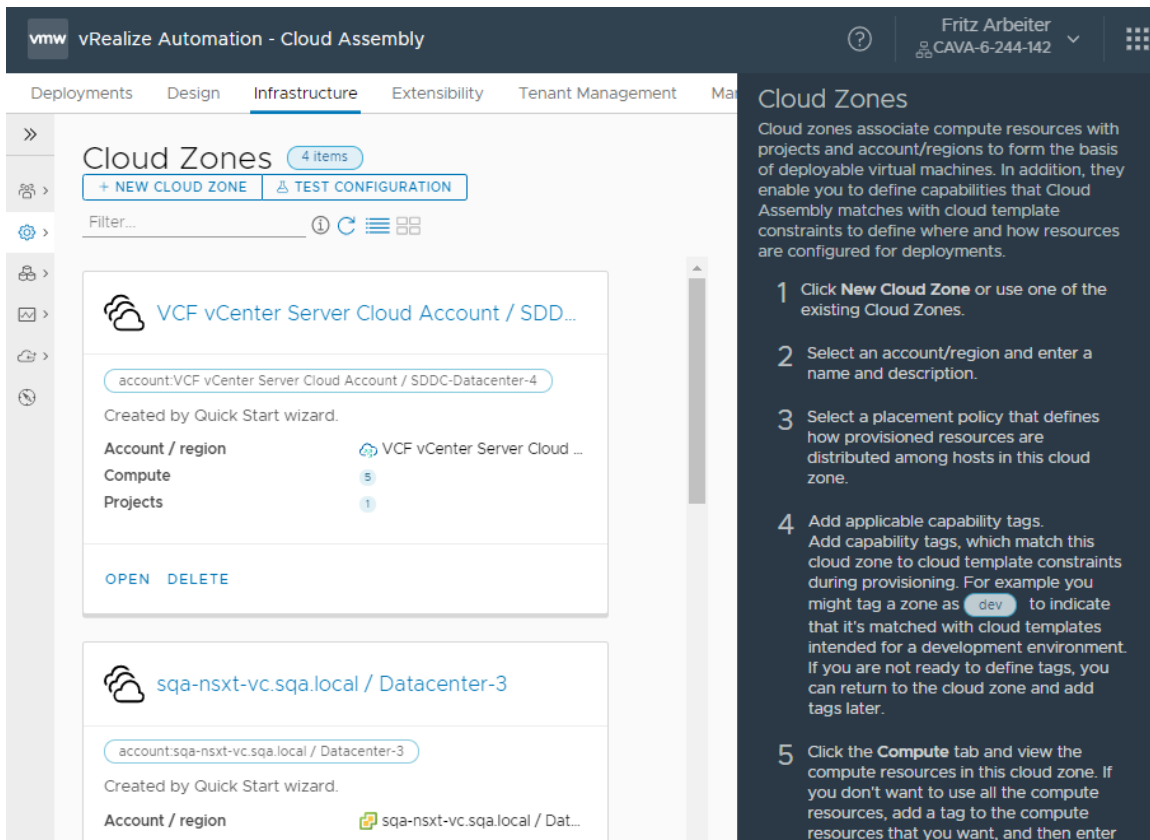 vmw vRealize Automation - Cloud Assembly
Fritz Arbeiter
CAVA-6-244-142
Deployments Design Infrastructure Extensibility Tenant Management Mar
Cloud Zones 4 items
+ NEW CLOUD ZONE TEST CONFIGURATION
Filter...
VCF vCenter Server Cloud Account / SDD...
account:VCF vCenter Server Cloud Account / SDDC-Datacenter-4
Created by Quick Start wizard.
Account / region VCF vCenter Server Cloud ...
Compute 5
Projects 1
OPEN DELETE
sqa-nsxt-vc.sqa.local / Datacenter-3
account:sqa-nsxt-vc.sqa.local / Datacenter-3
Created by Quick Start wizard.
Account / region sqa-nsxt-vc.sqa.local / Dat...
Cloud Zones
Cloud zones associate compute resources with
projects and account/regions to form the basis
of deployable virtual machines. In addition, they
enable you to define capabilities that Cloud
Assembly matches with cloud template
constraints to define where and how resources
are configured for deployments.
1 Click New Cloud Zone or use one of the
existing Cloud Zones.
2 Select an account/region and enter a
name and description.
3 Select a placement policy that defines
how provisioned resources are
distributed among hosts in this cloud
zone.
4 Add applicable capability tags.
Add capability tags, which match this
cloud zone to cloud template constraints
during provisioning. For example you
might tag a zone as dev to indicate
that it's matched with cloud templates
intended for a development environment.
If you are not ready to define tags, you
can return to the cloud zone and add
tags later.
5 Click the Compute tab and view the
compute resources in this cloud zone. If
you don't want to use all the compute
resources, add a tag to the compute
resources that you want, and then enter